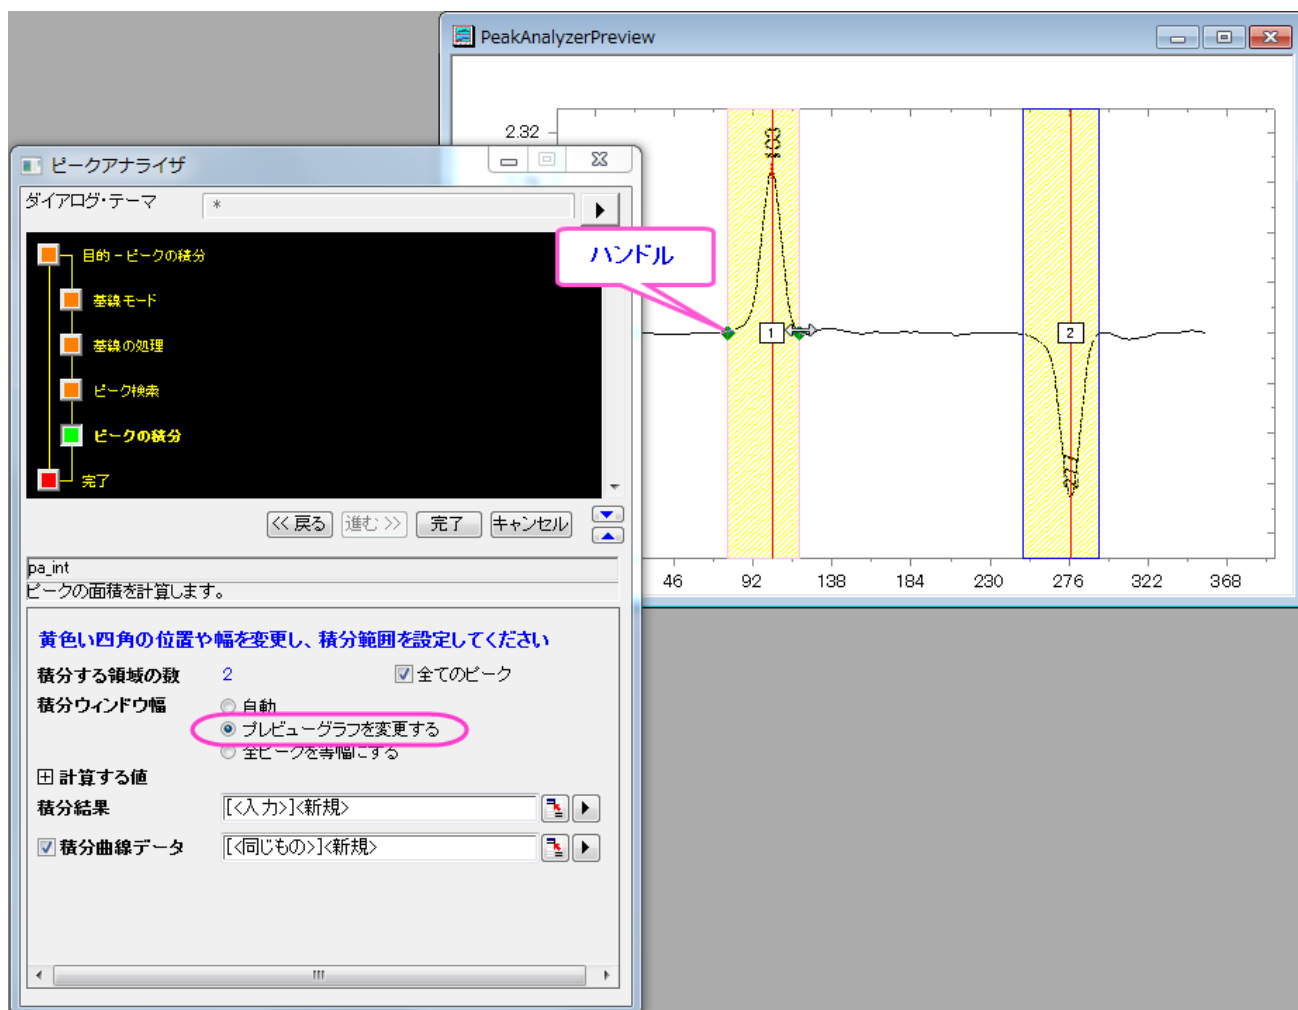 PeakAnalyzerPreview
2.32
103
277
1
2
46 92 138 184 230 276 322 368
ハンドル
ピークアナライザ
ダイアログ・テーマ *
目的 - ピークの積分
基線モード
基線の処理
ピーク検索
ピークの積分
完了
<< 戻る 進む >> 完了 キャンセル
pa_int
ピークの面積を計算します。
黄色い四角の位置や幅を変更し、積分範囲を設定してください
積分する領域の数 2 全てのピーク
積分ウィンドウ幅 自動
プレビューグラフを変更する
全ピークを等幅にする
計算する値
積分結果 [<入力>]<新規>
積分曲線データ [<同じもの>]<新規>